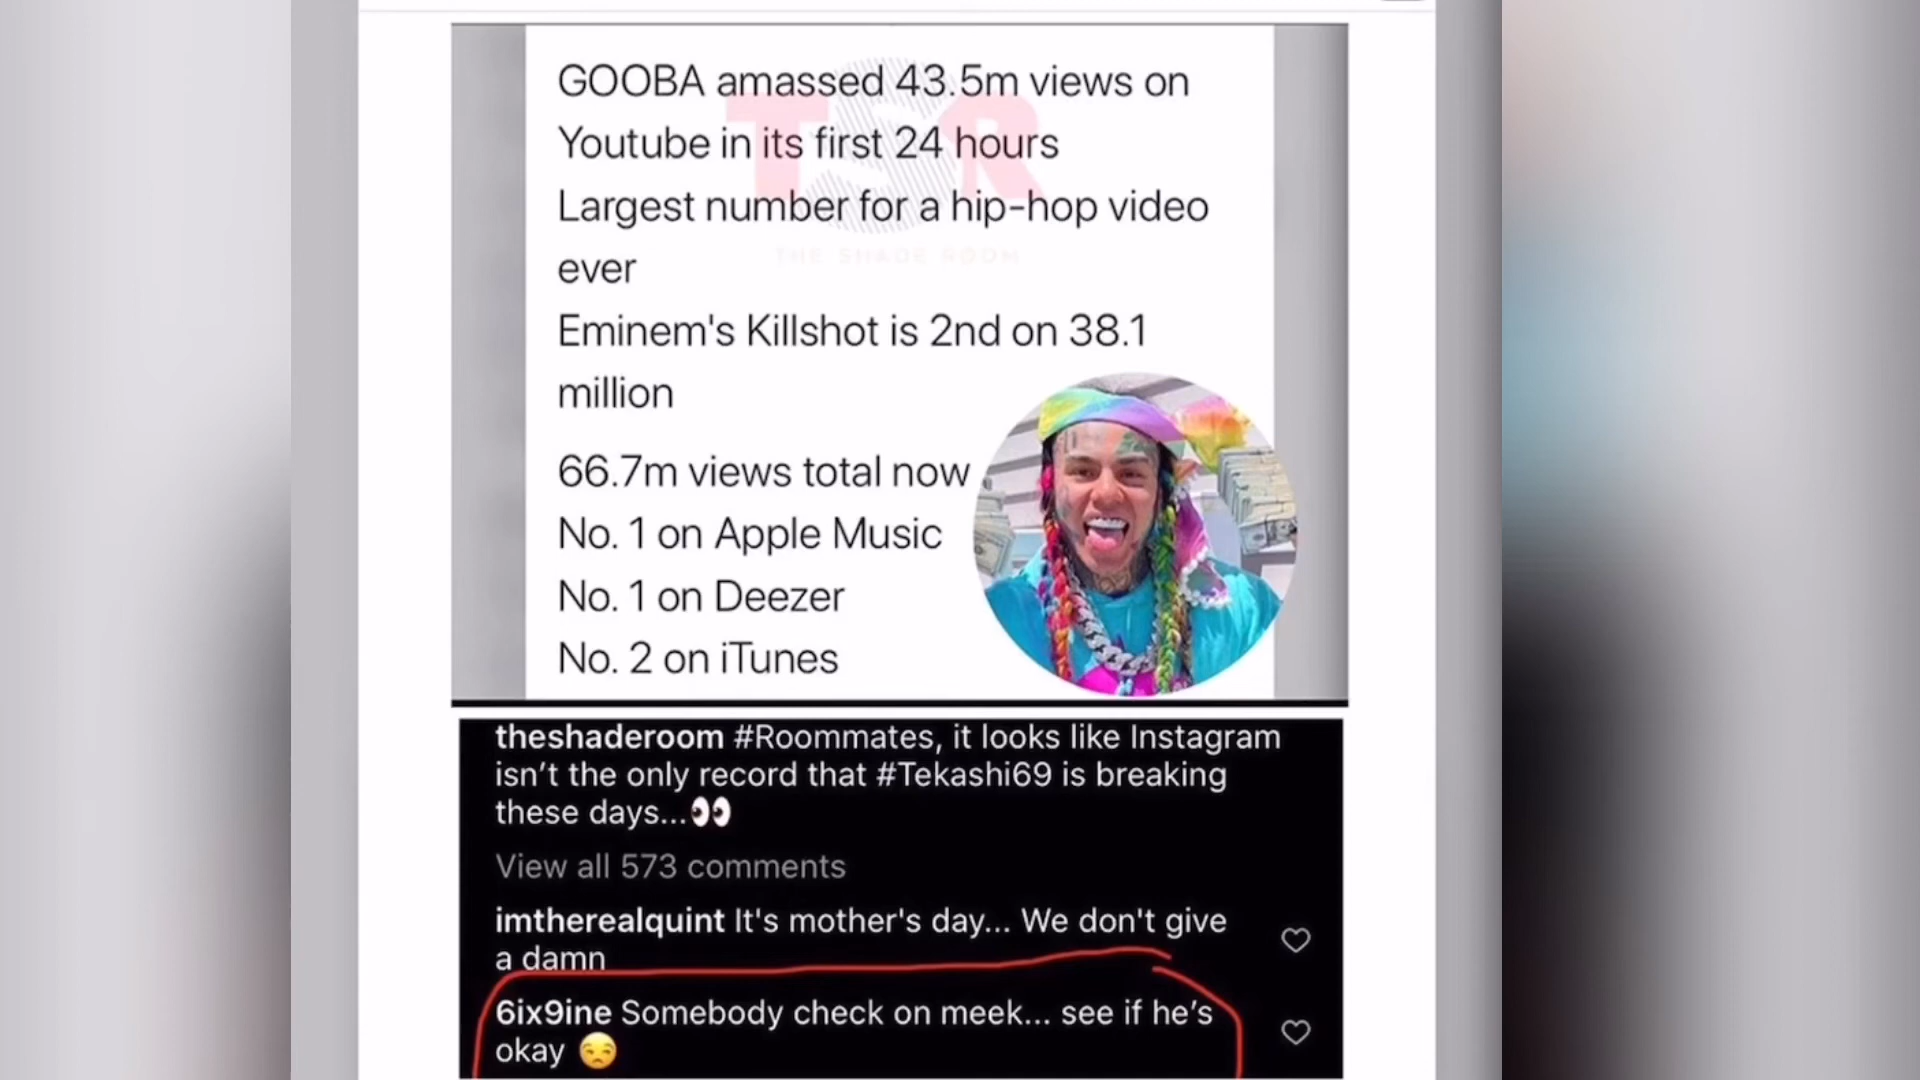 GOOBA amassed 43.5m views on
Youtube in its first 24 hours
Largest number for a hip-hop video
ever
Eminem's Killshot is 2nd on 38.1
million
66.7m views total now
No. 1 on Apple Music
No. 1 on Deezer
No. 2 on iTunes
TSR
THE SHADE ROOM
theshaderoom #Roommates, it looks like Instagram
isn’t the only record that #Tekashi69 is breaking
these days...👀
View all 573 comments
imtherealquint It's mother's day... We don't give
a damn
6ix9ine Somebody check on meek... see if he’s
okay 😒